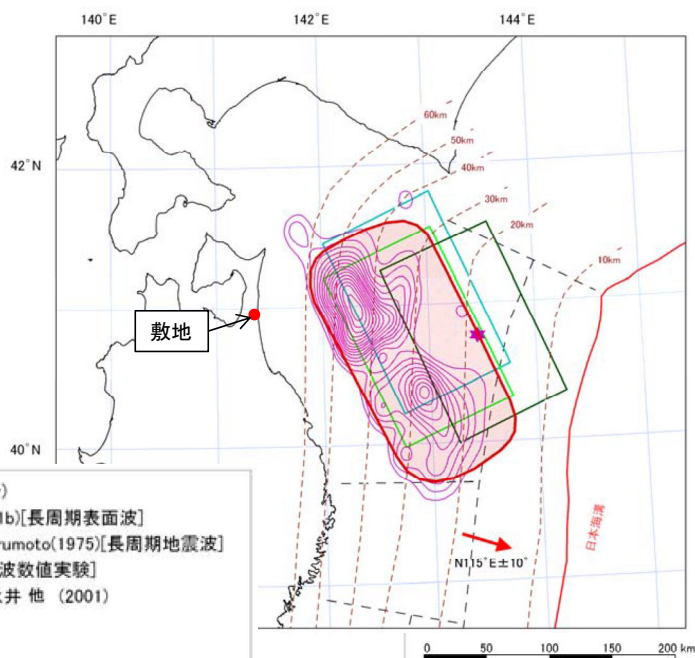 140°E 142°E 144°E
60km
50km
42°N
40km
30km
20km
10km
敷地
40°N
1b)[長周期表面波]
rumoto(1975)[長周期地震波]
波数値実験]
井 他 (2001)
日本海溝
N115°E±10°
0 50 100 150 200 km